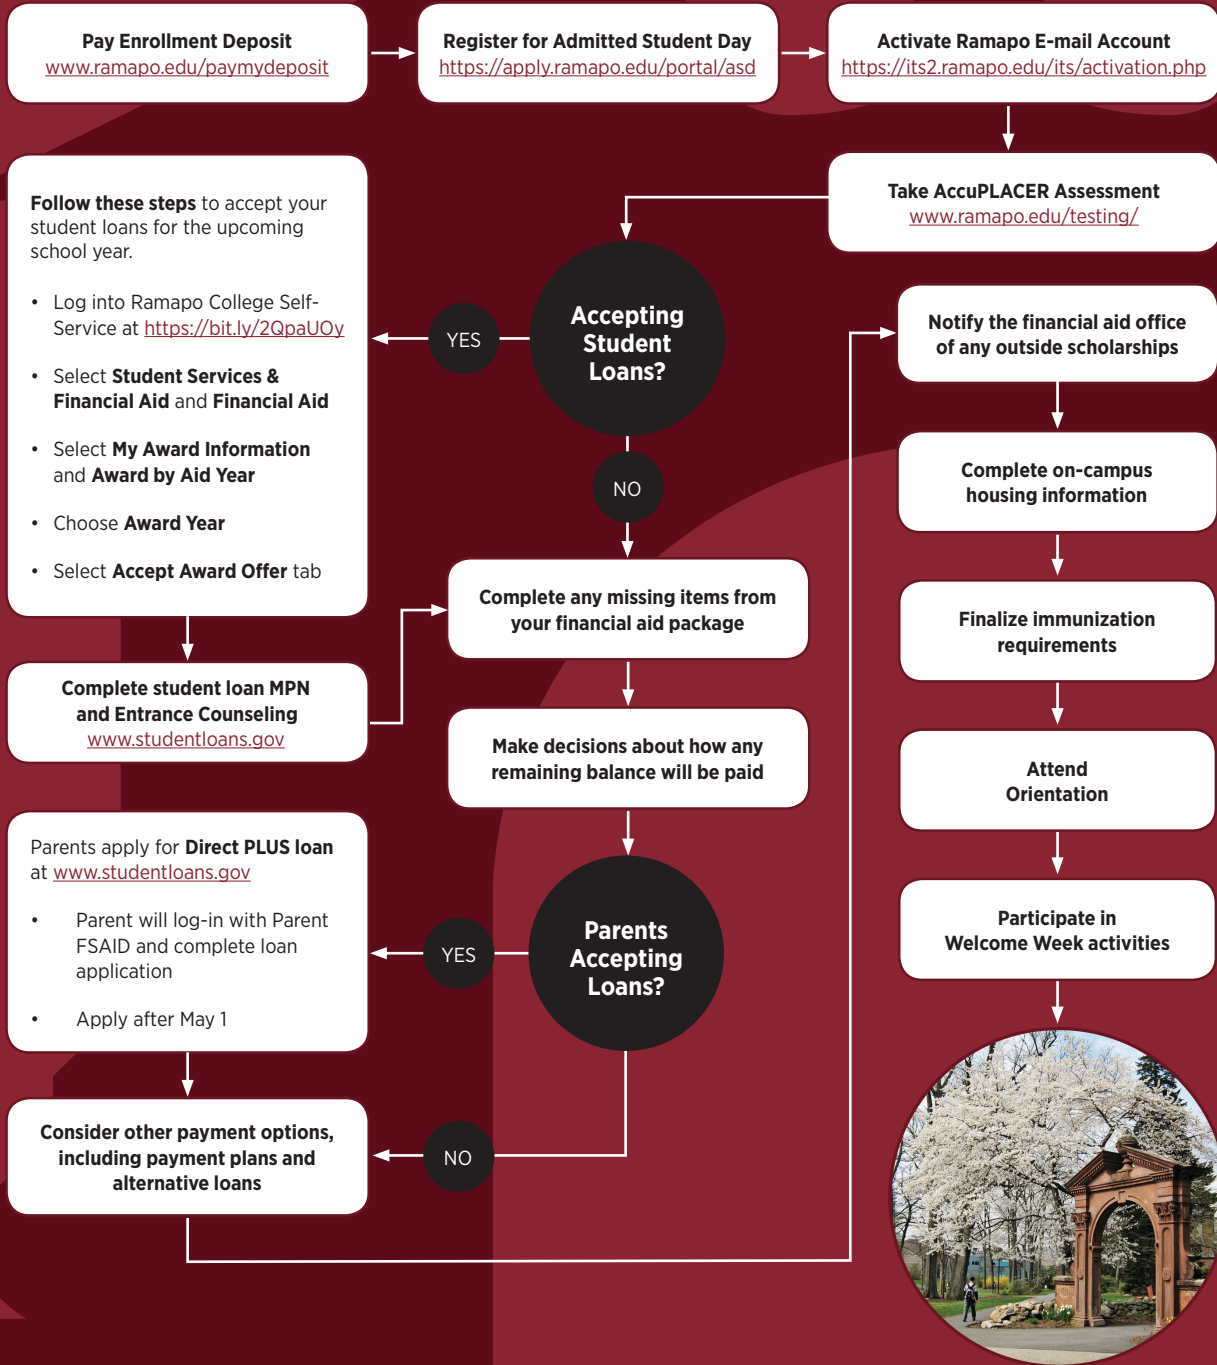 Pay Enrollment Deposit
www.ramapo.edu/paymydeposit
Register for Admitted Student Day
https://apply.ramapo.edu/portal/asd
Activate Ramapo E-mail Account
https://its2.ramapo.edu/its/activation.php
Take AccuPLACER Assessment
www.ramapo.edu/testing/
Accepting
Student
Loans?
YES
Follow these steps to accept your
student loans for the upcoming
school year.
• Log into Ramapo College Self-
Service at https://bit.ly/2QpaUOy
• Select Student Services &
Financial Aid and Financial Aid
• Select My Award Information
and Award by Aid Year
• Choose Award Year
• Select Accept Award Offer tab
Complete student loan MPN
and Entrance Counseling
www.studentloans.gov
NO
Complete any missing items from
your financial aid package
Make decisions about how any
remaining balance will be paid
Parents
Accepting
Loans?
YES
Parents apply for Direct PLUS loan
at www.studentloans.gov
• Parent will log-in with Parent
FSAID and complete loan
application
• Apply after May 1
NO
Consider other payment options,
including payment plans and
alternative loans
Notify the financial aid office
of any outside scholarships
Complete on-campus
housing information
Finalize immunization
requirements
Attend
Orientation
Participate in
Welcome Week activities